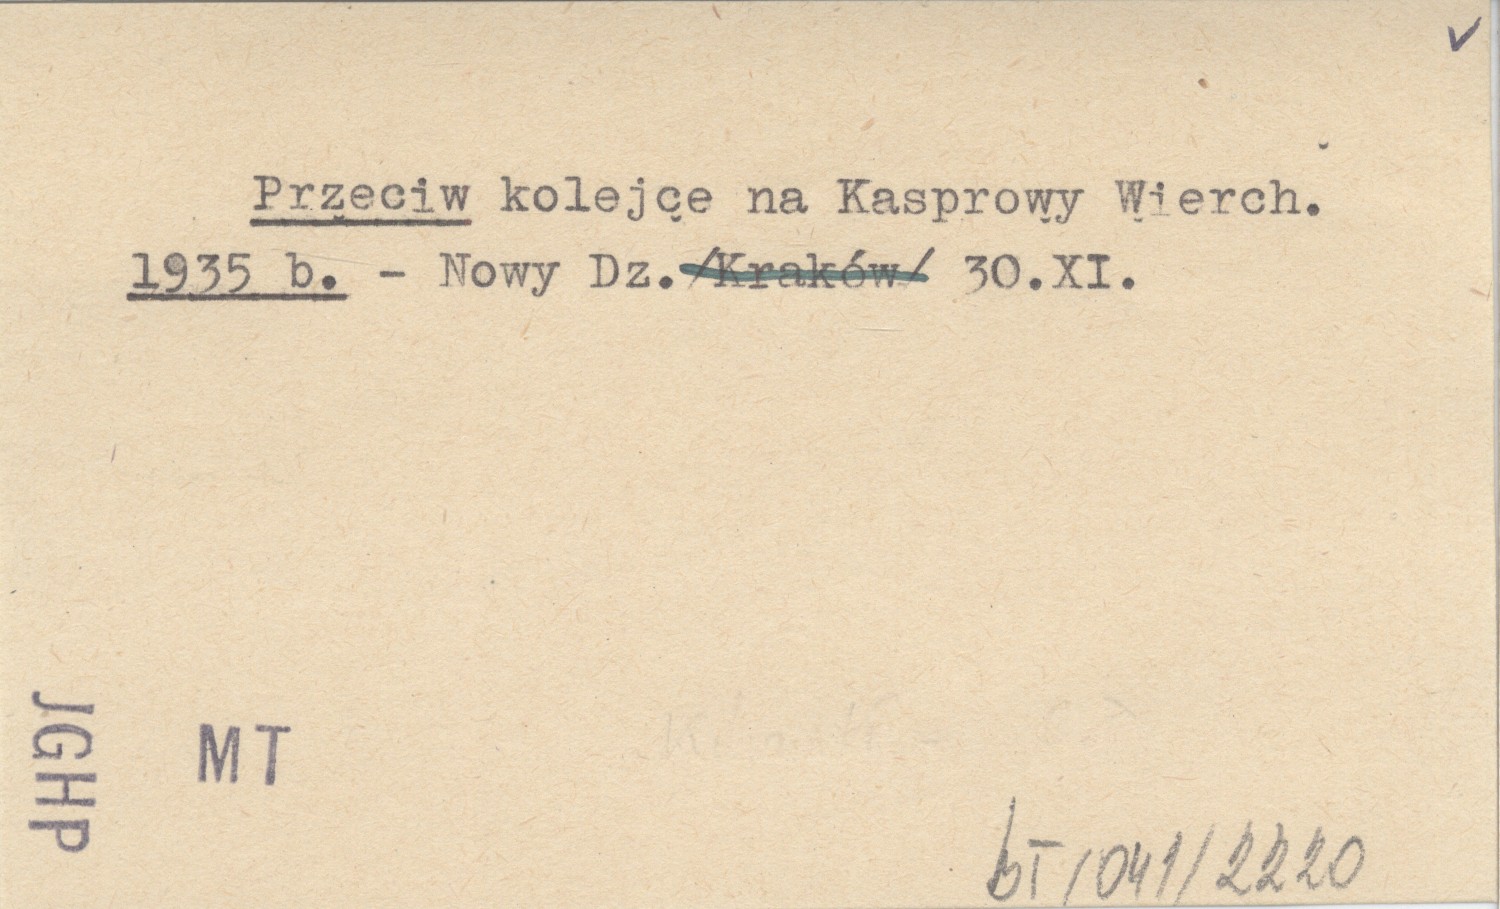 Przeciw kolejce na Kasprowy Wierch.
1935 b. - Nowy Dz./Kraków/ 30.XI.
JGHP
MT
bT/041/2220